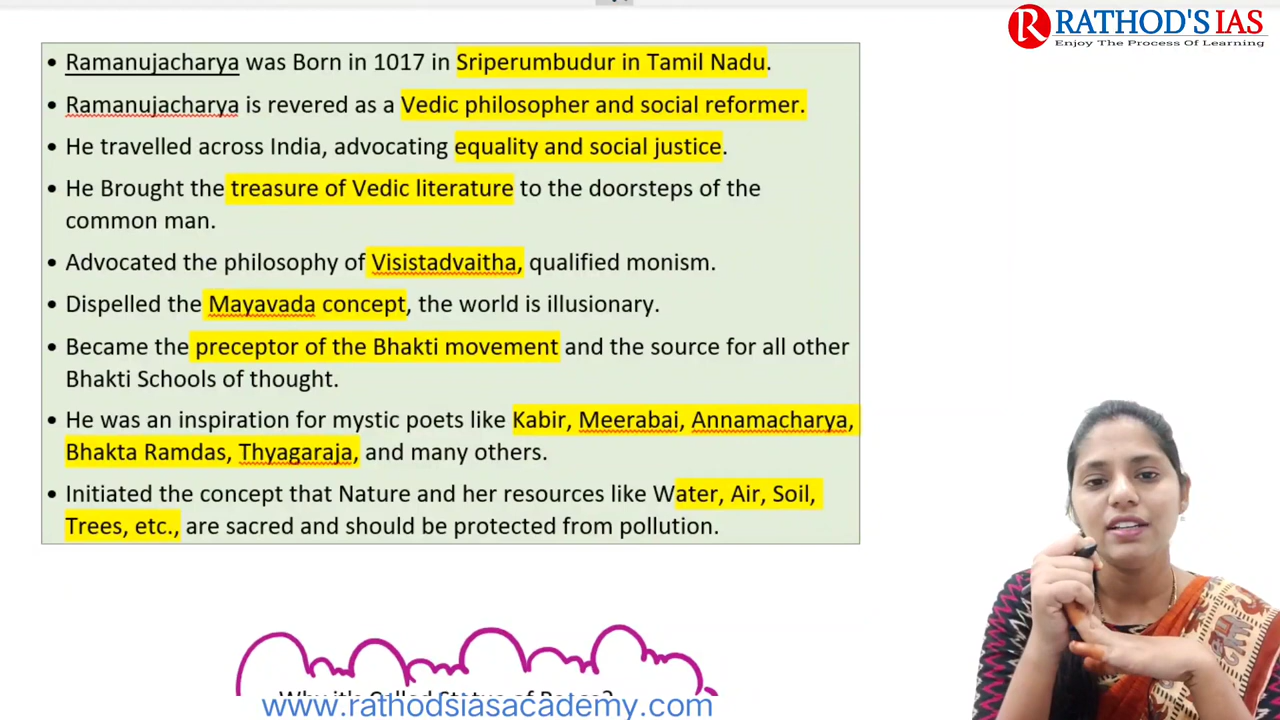 RATHOD'S IAS
Enjoy The Process Of Learning
• Ramanujacharya was Born in 1017 in Sriperumbudur in Tamil Nadu.
• Ramanujacharya is revered as a Vedic philosopher and social reformer.
• He travelled across India, advocating equality and social justice.
• He Brought the treasure of Vedic literature to the doorsteps of the
common man.
• Advocated the philosophy of Visistadvaitha, qualified monism.
• Dispelled the Mayavada concept, the world is illusionary.
• Became the preceptor of the Bhakti movement and the source for all other
Bhakti Schools of thought.
• He was an inspiration for mystic poets like Kabir, Meerabai, Annamacharya,
Bhakta Ramdas, Thyagaraja, and many others.
• Initiated the concept that Nature and her resources like Water, Air, Soil,
Trees, etc., are sacred and should be protected from pollution.
Why it's Called Statue of
www.rathodsiasacademy.com